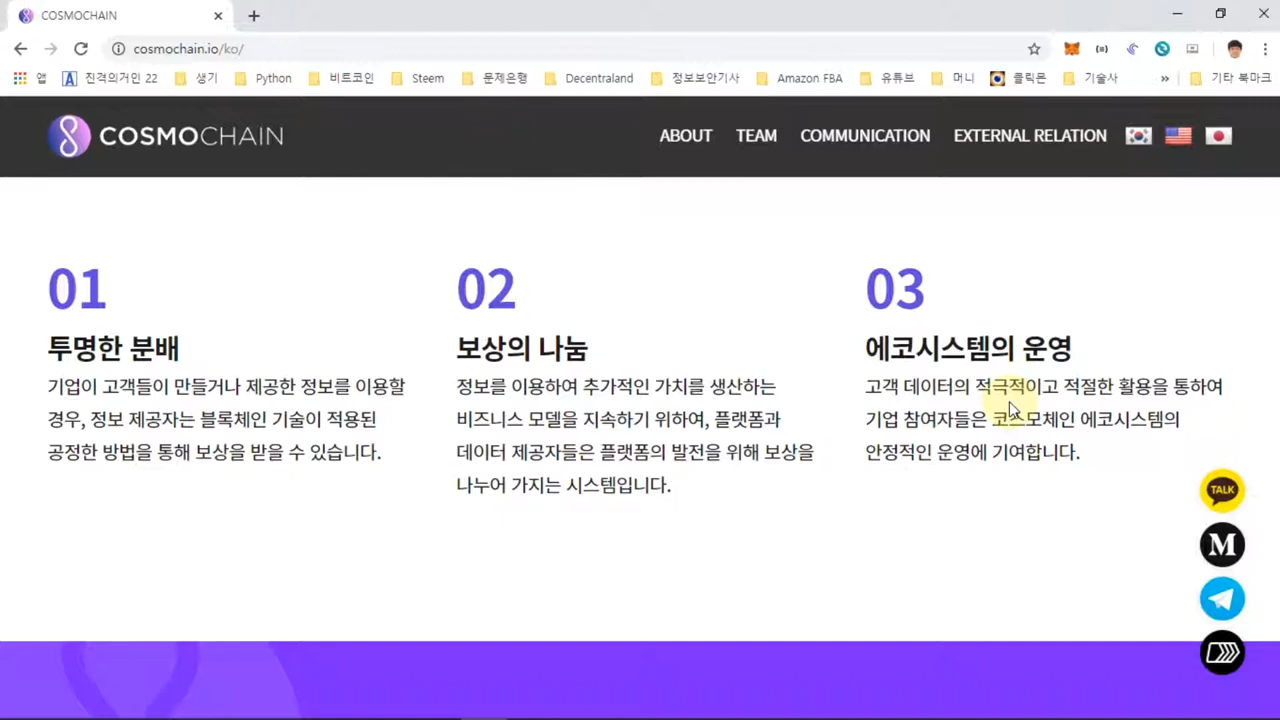 COSMOCHAIN
cosmochain.io/ko/
앱 진격의거인 22 생기 Python 비트코인 Steem 문제은행 Decentraland 정보보안기사 Amazon FBA 유튜브 머니 클릭몬 기술사 » 기타 북마크
COSMOCHAIN ABOUT TEAM COMMUNICATION EXTERNAL RELATION
01
투명한 분배
기업이 고객들이 만들거나 제공한 정보를 이용할
경우, 정보 제공자는 블록체인 기술이 적용된
공정한 방법을 통해 보상을 받을 수 있습니다.
02
보상의 나눔
정보를 이용하여 추가적인 가치를 생산하는
비즈니스 모델을 지속하기 위하여, 플랫폼과
데이터 제공자들은 플랫폼의 발전을 위해 보상을
나누어 가지는 시스템입니다.
03
에코시스템의 운영
고객 데이터의 적극적이고 적절한 활용을 통하여
기업 참여자들은 코스모체인 에코시스템의
안정적인 운영에 기여합니다.
TALK
M